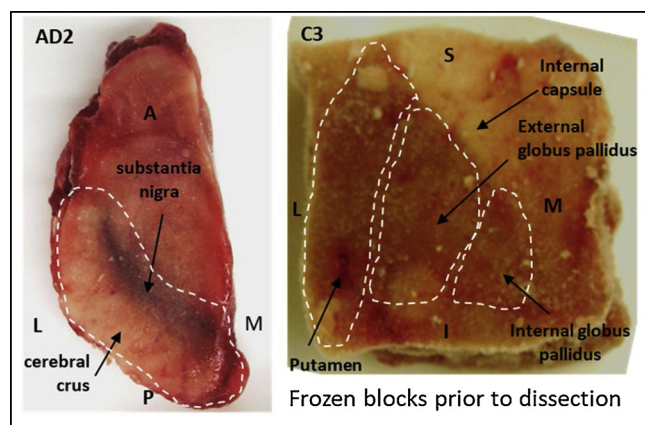 AD2
A
substantia
nigra
L
M
cerebral
crus
P
C3
S
Internal
capsule
External
globus pallidus
L
M
I
Putamen
Internal globus
pallidus
Frozen blocks prior to dissection